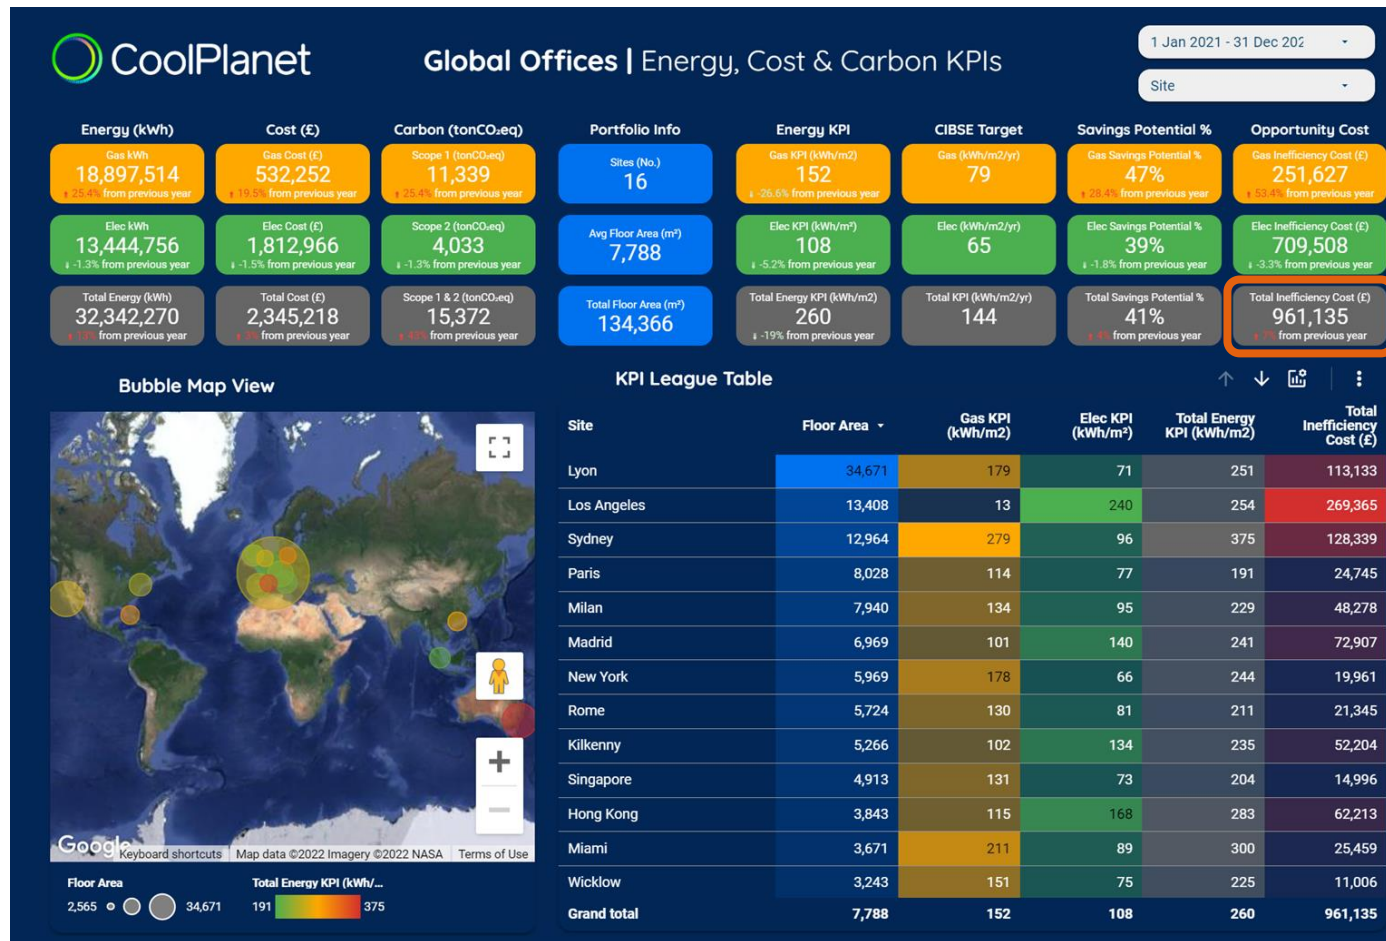 CoolPlanet
Global Offices | Energy, Cost & Carbon KPIs
1 Jan 2021 - 31 Dec 202
Site
Energy (kWh) Cost (£) Carbon (tonCO₂eq) Portfolio Info Energy KPI CIBSE Target Savings Potential % Opportunity Cost
Gas kWh
18,897,514
25.4% from previous year
Gas Cost (£)
532,252
19.5% from previous year
Scope 1 (tonCO₂eq)
11,339
25.4% from previous year
Sites (No.)
16
Gas KPI (kWh/m2)
152
-26.6% from previous year
Gas (kWh/m2/yr)
79
Gas Savings Potential %
47%
28.4% from previous year
Gas Inefficiency Cost (£)
251,627
53.4% from previous year
Elec kWh
13,444,756
-1.3% from previous year
Elec Cost (£)
1,812,966
-1.5% from previous year
Scope 2 (tonCO₂eq)
4,033
-1.3% from previous year
Avg Floor Area (m²)
7,788
Elec KPI (kWh/m²)
108
-5.2% from previous year
Elec (kWh/m2/yr)
65
Elec Savings Potential %
39%
-1.8% from previous year
Elec Inefficiency Cost (£)
709,508
-3.3% from previous year
Total Energy (kWh)
32,342,270
from previous year
Total Cost (£)
2,345,218
from previous year
Scope 1 & 2 (tonCO₂eq)
15,372
from previous year
Total Floor Area (m²)
134,366
Total Energy KPI (kWh/m2)
260
-19% from previous year
Total KPI (kWh/m2/yr)
144
Total Savings Potential %
41%
from previous year
Total Inefficiency Cost (£)
961,135
from previous year
Bubble Map View
Google
Keyboard shortcuts Map data ©2022 Imagery ©2022 NASA Terms of Use
Floor Area
2,565 34,671
Total Energy KPI (kWh/...
191 375
KPI League Table
Site Floor Area Gas KPI (kWh/m2) Elec KPI (kWh/m²) Total Energy KPI (kWh/m2) Total Inefficiency Cost (£)
Lyon 34,671 179 71 251 113,133
Los Angeles 13,408 13 240 254 269,365
Sydney 12,964 279 96 375 128,339
Paris 8,028 114 77 191 24,745
Milan 7,940 134 95 229 48,278
Madrid 6,969 101 140 241 72,907
New York 5,969 178 66 244 19,961
Rome 5,724 130 81 211 21,345
Kilkenny 5,266 102 134 235 52,204
Singapore 4,913 131 73 204 14,996
Hong Kong 3,843 115 168 283 62,213
Miami 3,671 211 89 300 25,459
Wicklow 3,243 151 75 225 11,006
Grand total 7,788 152 108 260 961,135